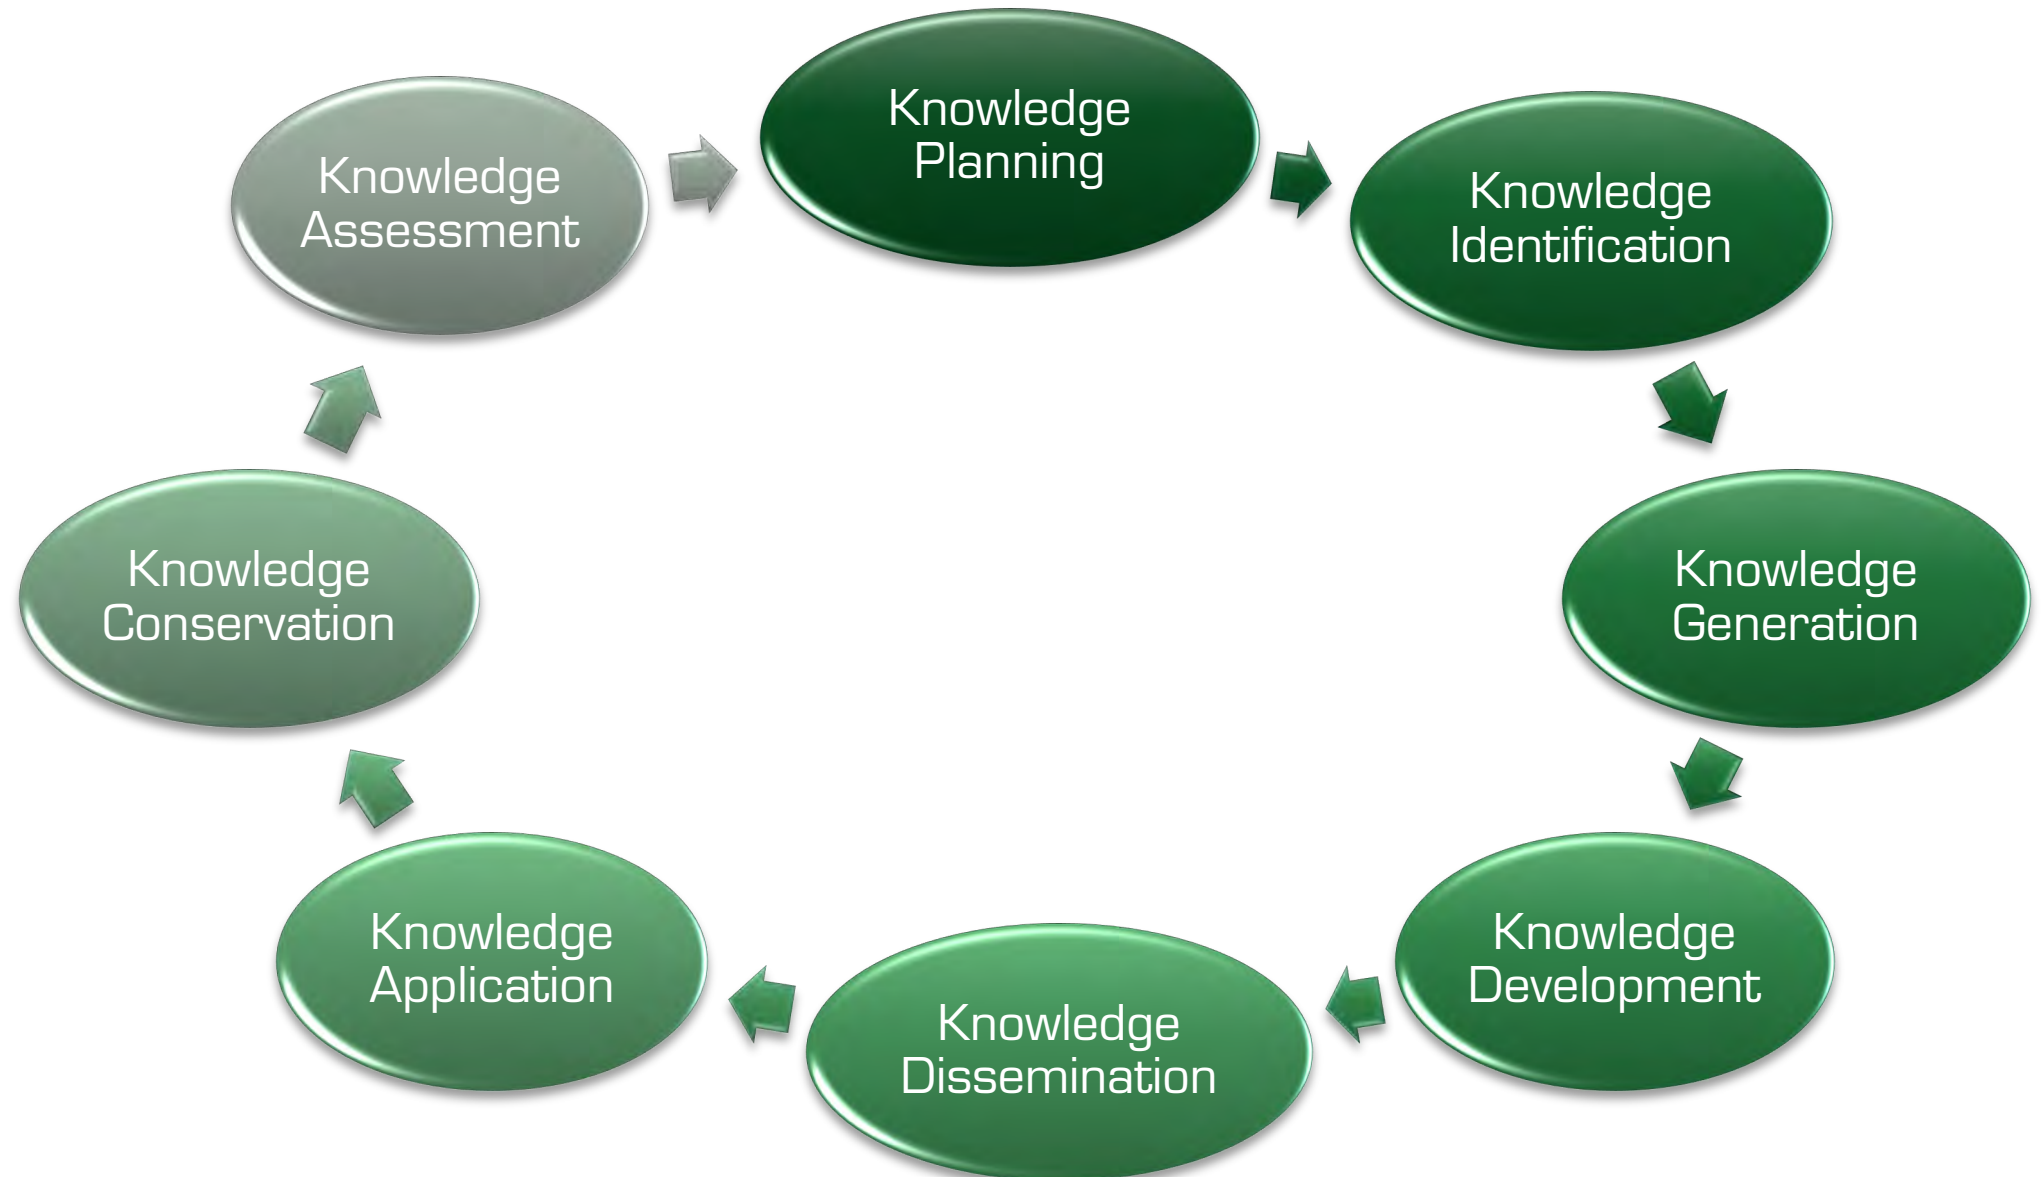 Knowledge
Planning
Knowledge
Identification
Knowledge
Generation
Knowledge
Development
Knowledge
Dissemination
Knowledge
Application
Knowledge
Conservation
Knowledge
Assessment